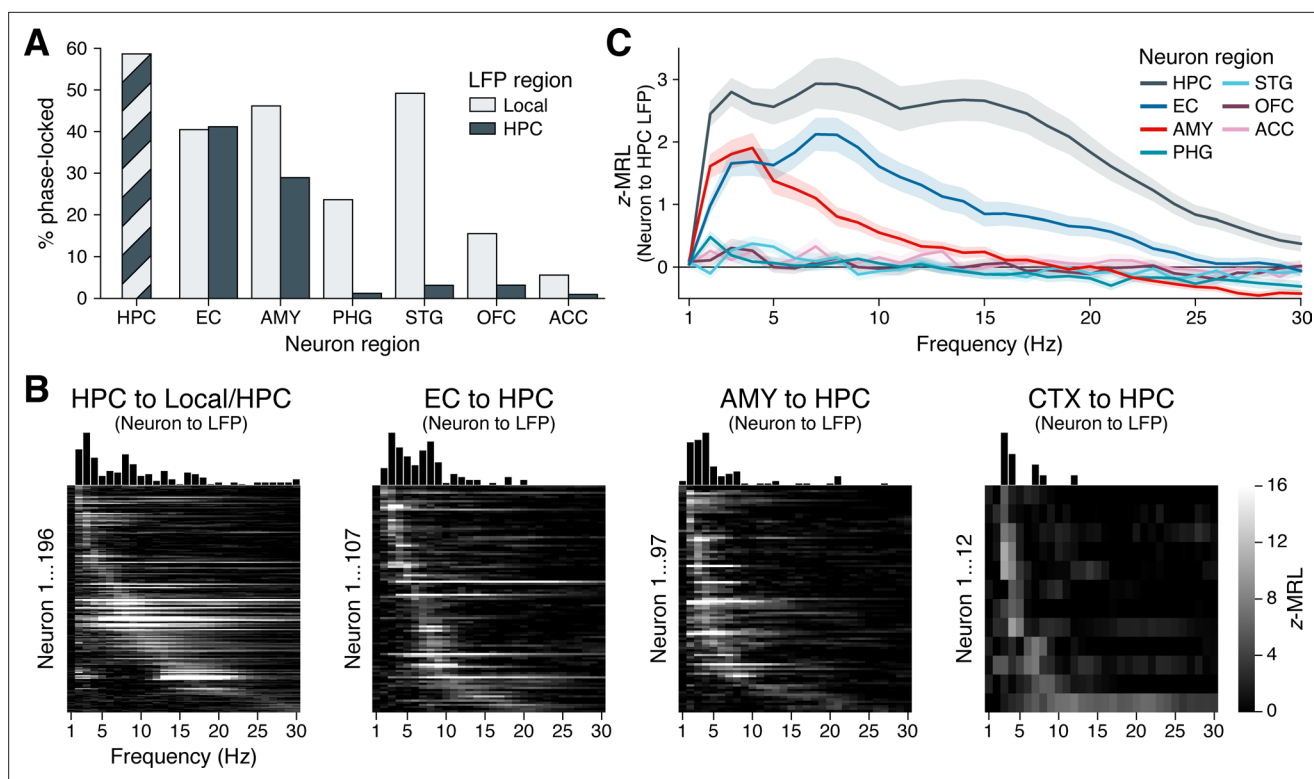 A
% phase-locked
60
50
40
30
20
10
0
LFP region
Local
HPC
HPC EC AMY PHG STG OFC ACC
Neuron region
C
z-MRL
(Neuron to HPC LFP)
3
2
1
0
Neuron region
HPC STG
EC OFC
AMY ACC
PHG
1 5 10 15 20 25 30
Frequency (Hz)
B
HPC to Local/HPC
(Neuron to LFP)
Neuron 1...196
1 5 10 15 20 25 30
Frequency (Hz)
EC to HPC
(Neuron to LFP)
Neuron 1...107
1 5 10 15 20 25 30
AMY to HPC
(Neuron to LFP)
Neuron 1...97
1 5 10 15 20 25 30
CTX to HPC
(Neuron to LFP)
Neuron 1...12
1 5 10 15 20 25 30
16
12
8
4
0
z-MRL